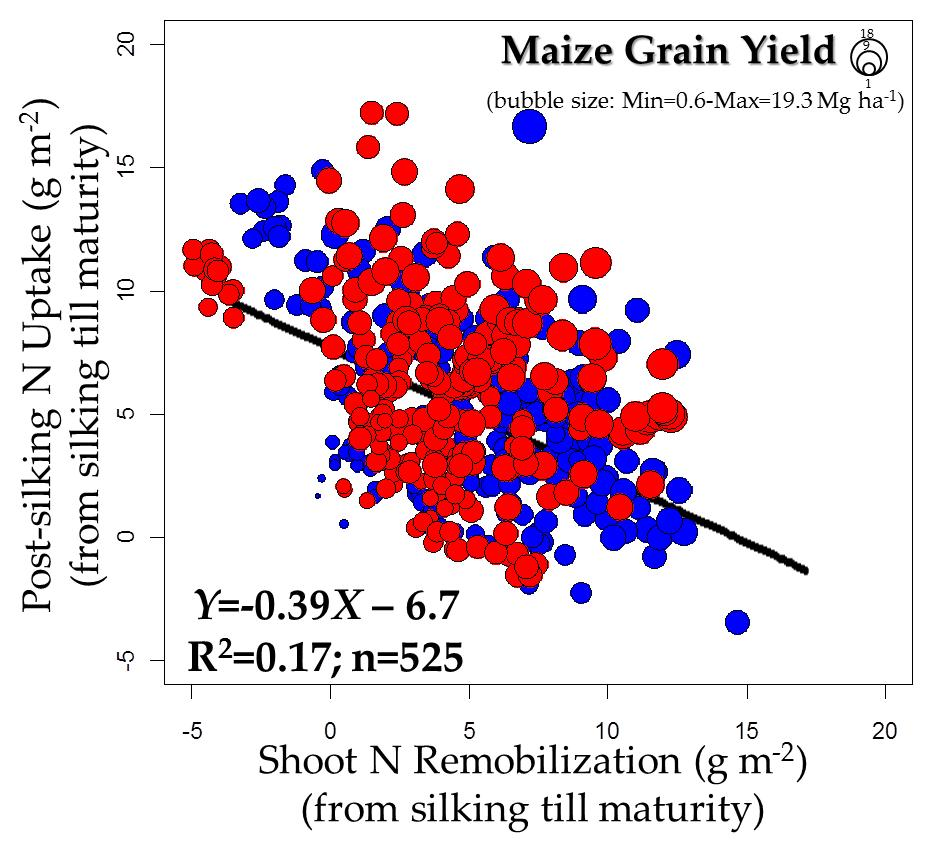 Maize Grain Yield
18
9
1
(bubble size: Min=0.6-Max=19.3 Mg ha⁻¹)
Post-silking N Uptake (g m⁻²)
(from silking till maturity)
20
15
10
5
0
-5
Y=-0.39X – 6.7
R²=0.17; n=525
-5 0 5 10 15 20
Shoot N Remobilization (g m⁻²)
(from silking till maturity)